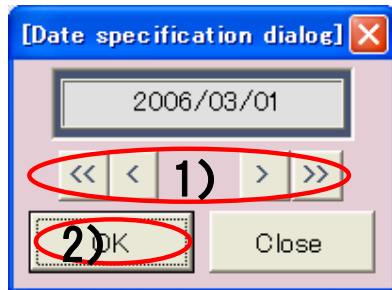 [Date specification dialog]
2006/03/01
<< < 1) > >>
2) OK Close